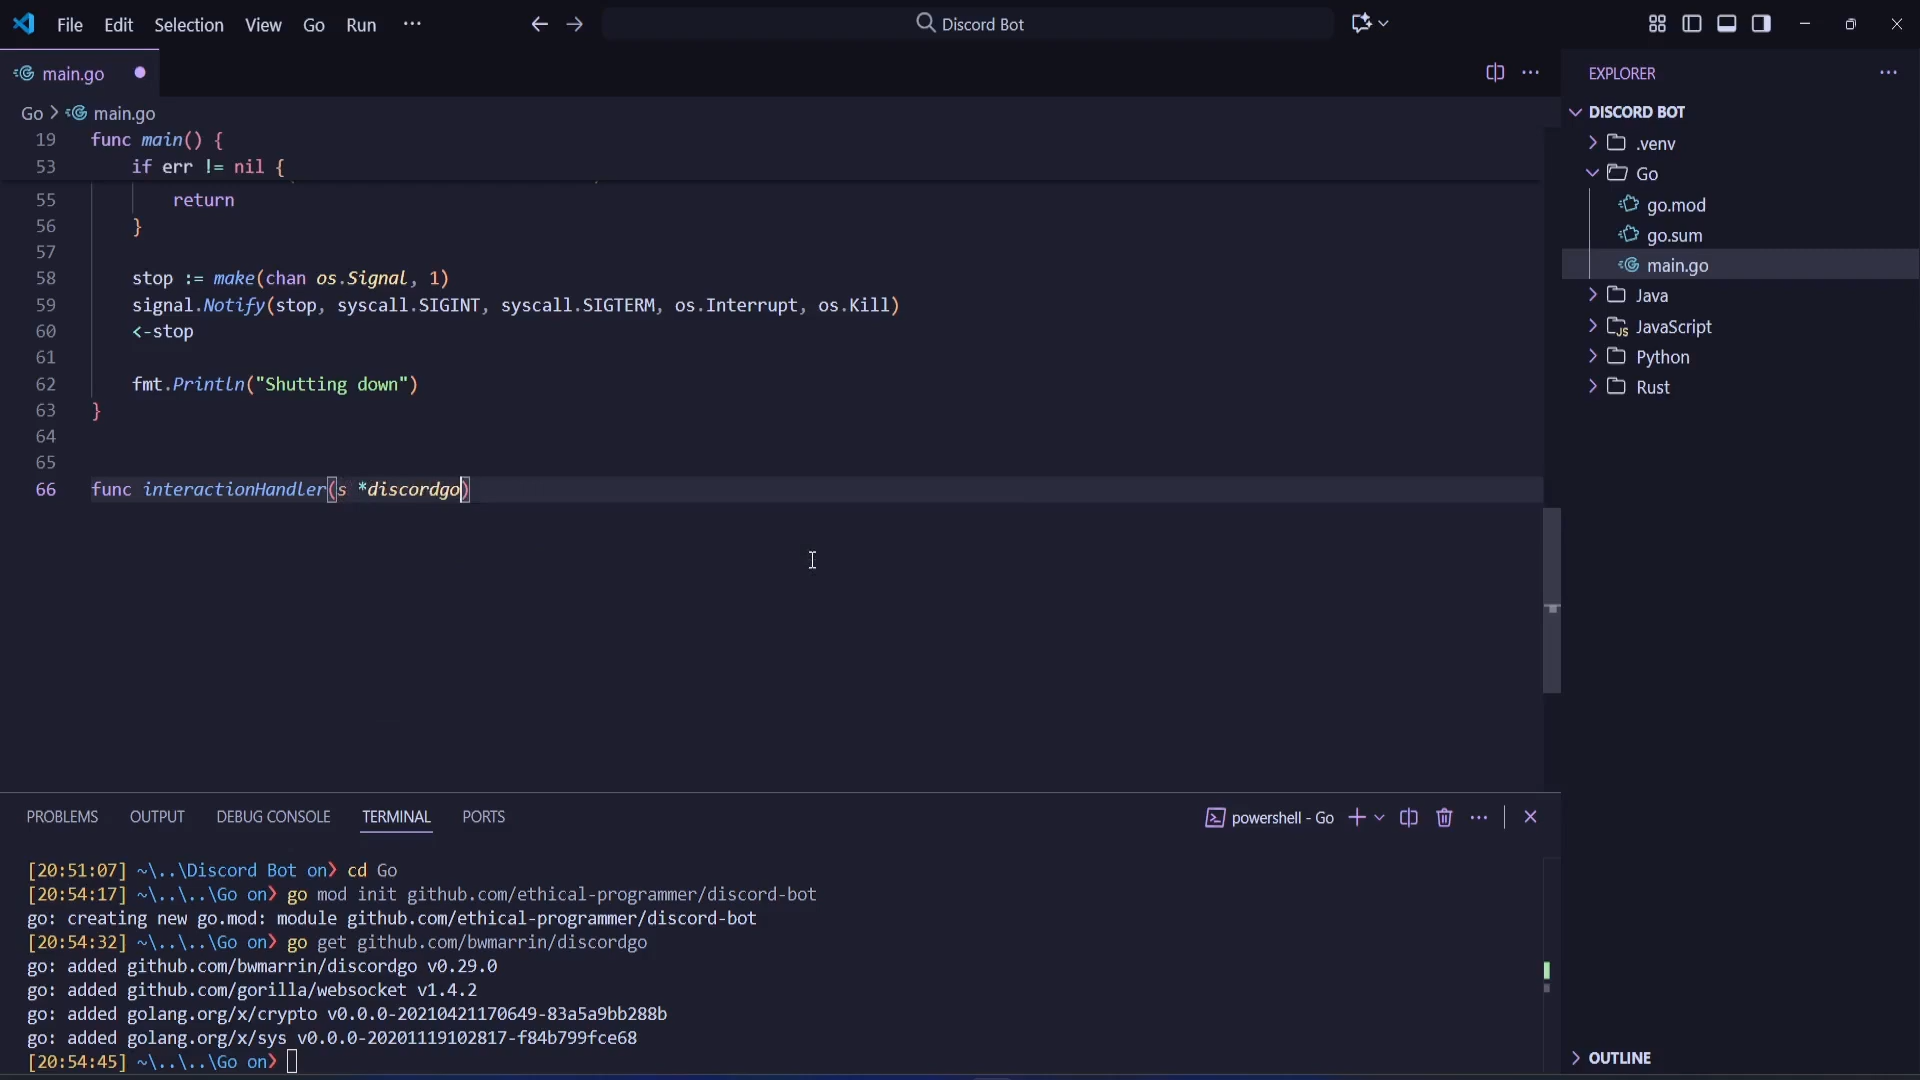 File Edit Selection View Go Run ··· Discord Bot
main.go
Go > main.go
19 func main() {
53 if err != nil {
55 return
56 }
57
58 stop := make(chan os.Signal, 1)
59 signal.Notify(stop, syscall.SIGINT, syscall.SIGTERM, os.Interrupt, os.Kill)
60 <-stop
61
62 fmt.Println("Shutting down")
63 }
64
65
66 func interactionHandler(s *discordgo)
EXPLORER
DISCORD BOT
.venv
Go
go.mod
go.sum
main.go
Java
JavaScript
Python
Rust
OUTLINE
PROBLEMS OUTPUT DEBUG CONSOLE TERMINAL PORTS powershell - Go
[20:51:07] ~\..\Discord Bot on❯ cd Go
[20:54:17] ~\..\..\Go on❯ go mod init github.com/ethical-programmer/discord-bot
go: creating new go.mod: module github.com/ethical-programmer/discord-bot
[20:54:32] ~\..\..\Go on❯ go get github.com/bwmarrin/discordgo
go: added github.com/bwmarrin/discordgo v0.29.0
go: added github.com/gorilla/websocket v1.4.2
go: added golang.org/x/crypto v0.0.0-20210421170649-83a5a9bb288b
go: added golang.org/x/sys v0.0.0-20201119102817-f84b799fce68
[20:54:45] ~\..\..\Go on❯